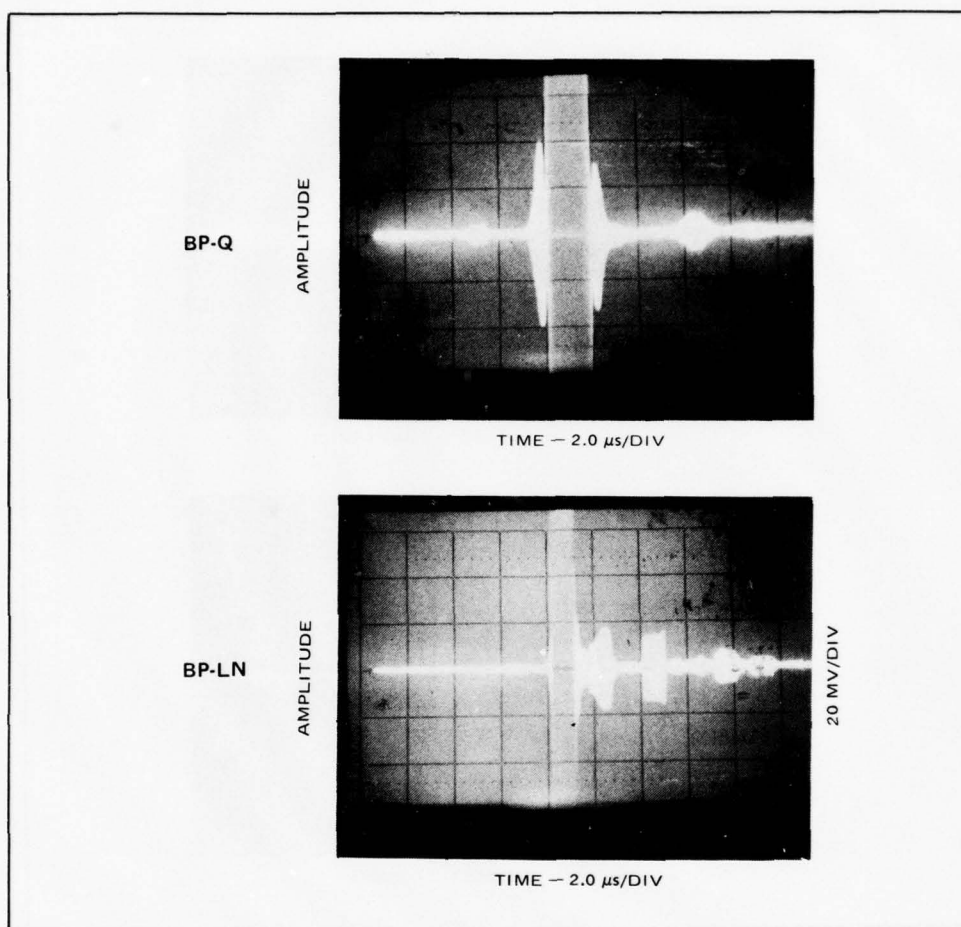 AMPLITUDE
BP-Q
TIME — 2.0 µs/DIV
AMPLITUDE
BP-LN
20 MV/DIV
TIME — 2.0 µs/DIV